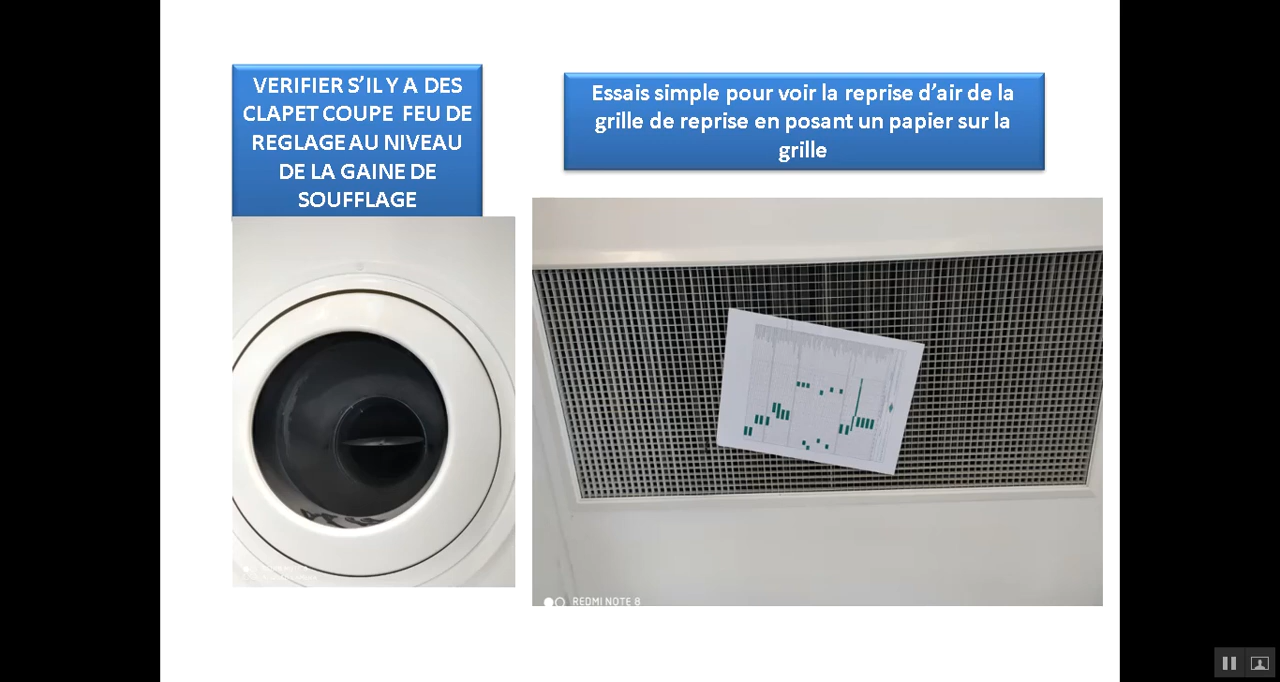 VERIFIER S'IL Y A DES
CLAPET COUPE FEU DE
REGLAGE AU NIVEAU
DE LA GAINE DE
SOUFFLAGE
Essais simple pour voir la reprise d'air de la
grille de reprise en posant un papier sur la
grille
REDMI NOTE 8